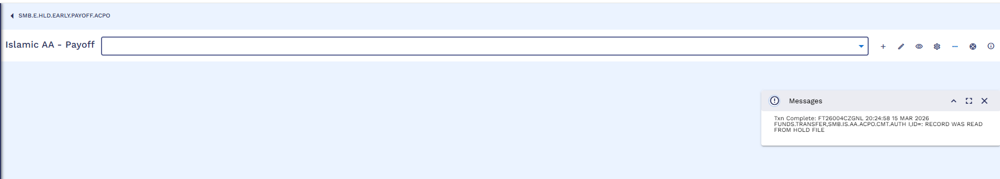 SMB.E.HLD.EARLY.PAYOFF.ACPO
Islamic AA - Payoff
Messages
Txn Complete: FT26004CZGNL 20:24:58 15 MAR 2026
FUNDS.TRANSFER,SMB.IS.AA.ACPO.CMT.AUTH I,ID=: RECORD WAS READ
FROM HOLD FILE